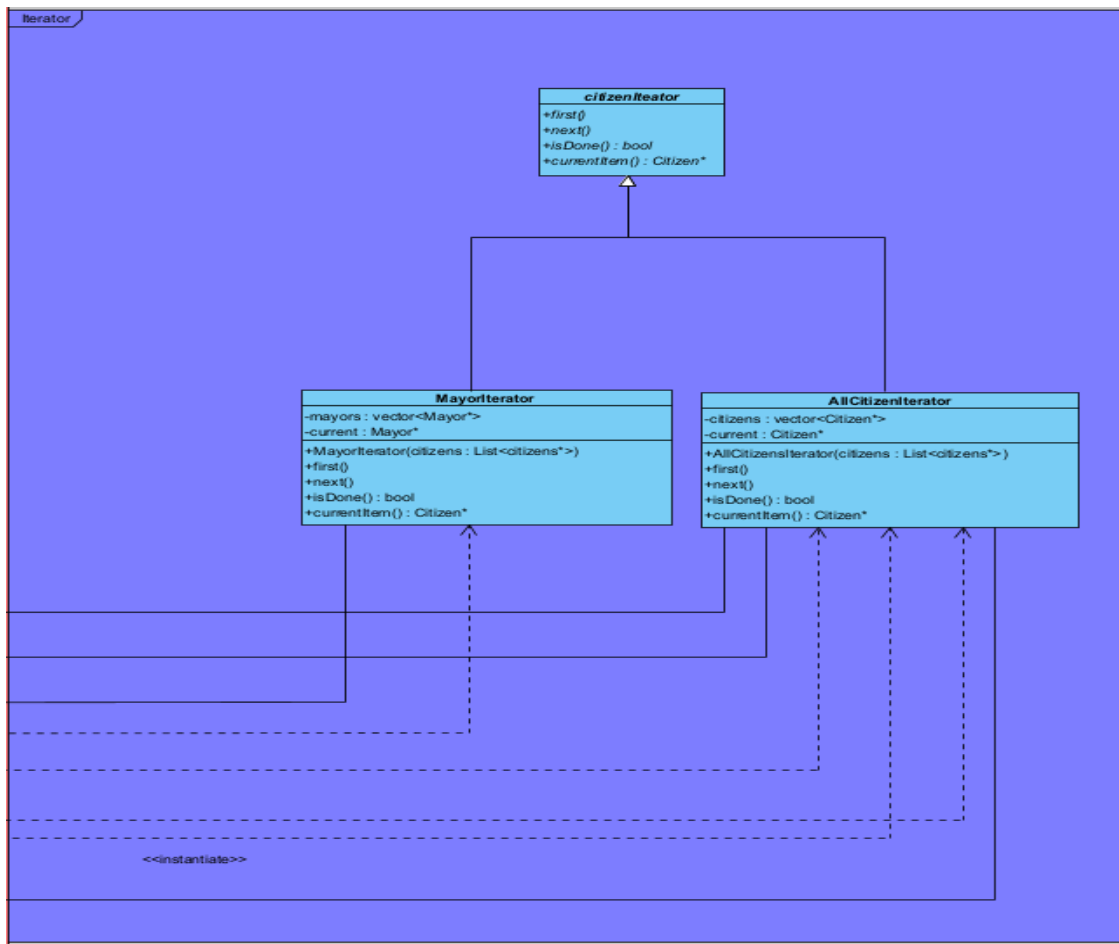 Iterator
citizenIteator
+first()
+next()
+isDone() : bool
+currentItem() : Citizen*
MayorIterator
-mayors : vector<Mayor*>
-current : Mayor*
+MayorIterator(citizens : List<citizens*>)
+first()
+next()
+isDone() : bool
+currentItem() : Citizen*
AllCitizenIterator
-citizens : vector<Citizen*>
-current : Citizen*
+AllCitizensIterator(citizens : List<citizens*>)
+first()
+next()
+isDone() : bool
+currentItem() : Citizen*
<<instantiate>>